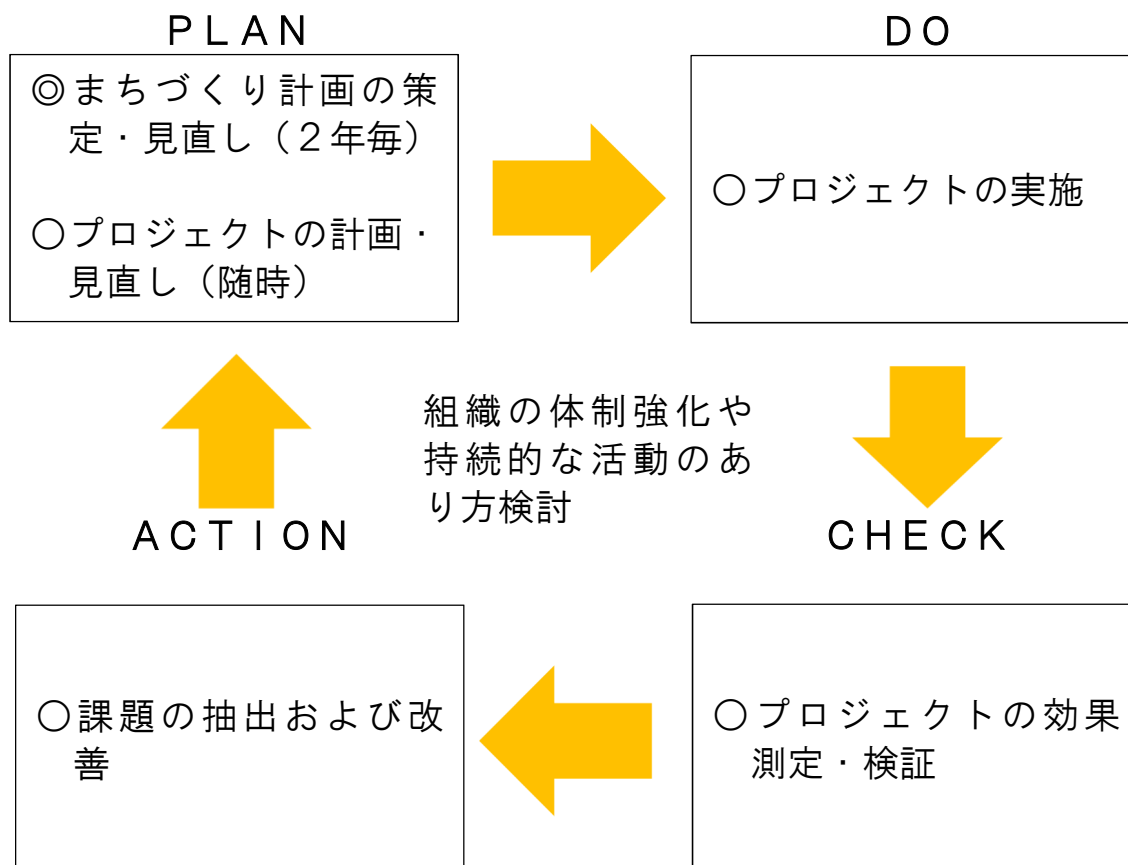 PLAN
◎まちづくり計画の策
定・見直し（２年毎）
○プロジェクトの計画・
見直し（随時）
DO
○プロジェクトの実施
組織の体制強化や
持続的な活動のあ
り方検討
ACTION
○課題の抽出および改
善
CHECK
○プロジェクトの効果
測定・検証